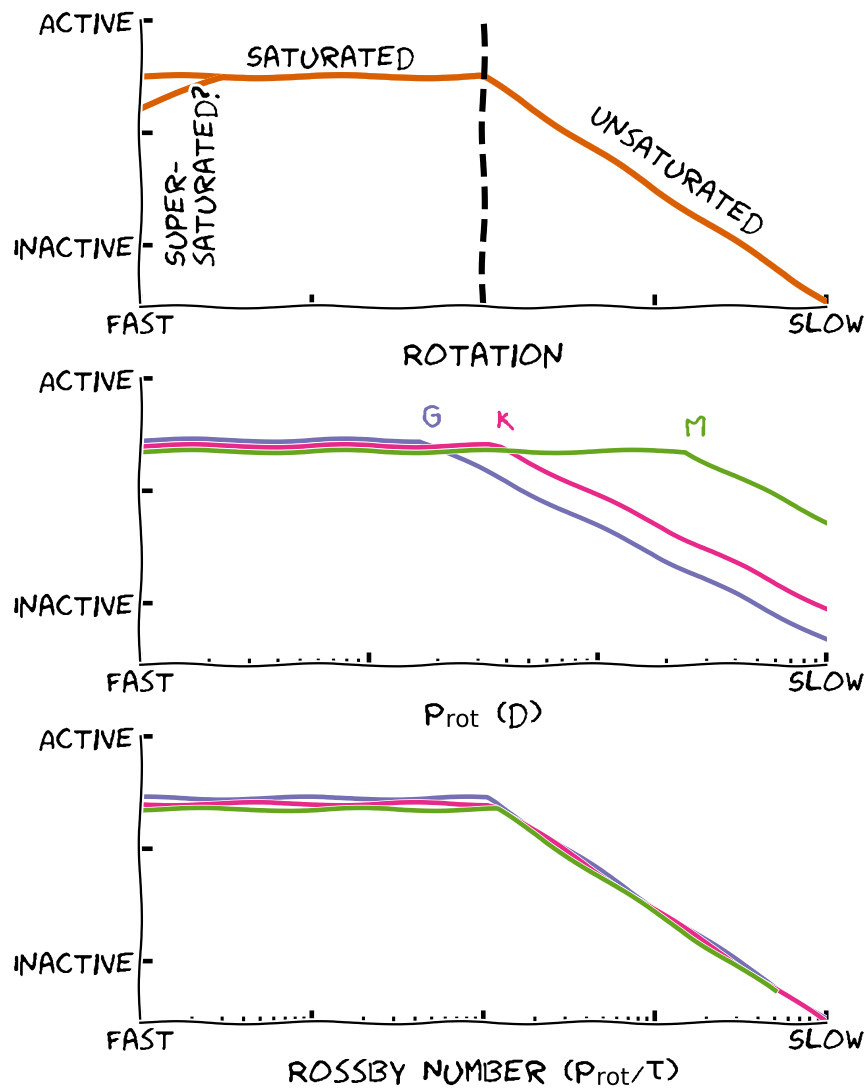 ACTIVE
SATURATED
SUPER-
SATURATED?
UNSATURATED
INACTIVE
FAST
SLOW
ROTATION
ACTIVE
G
K
M
INACTIVE
FAST
SLOW
Prot (D)
ACTIVE
INACTIVE
FAST
SLOW
ROSSBY NUMBER (Prot/T)